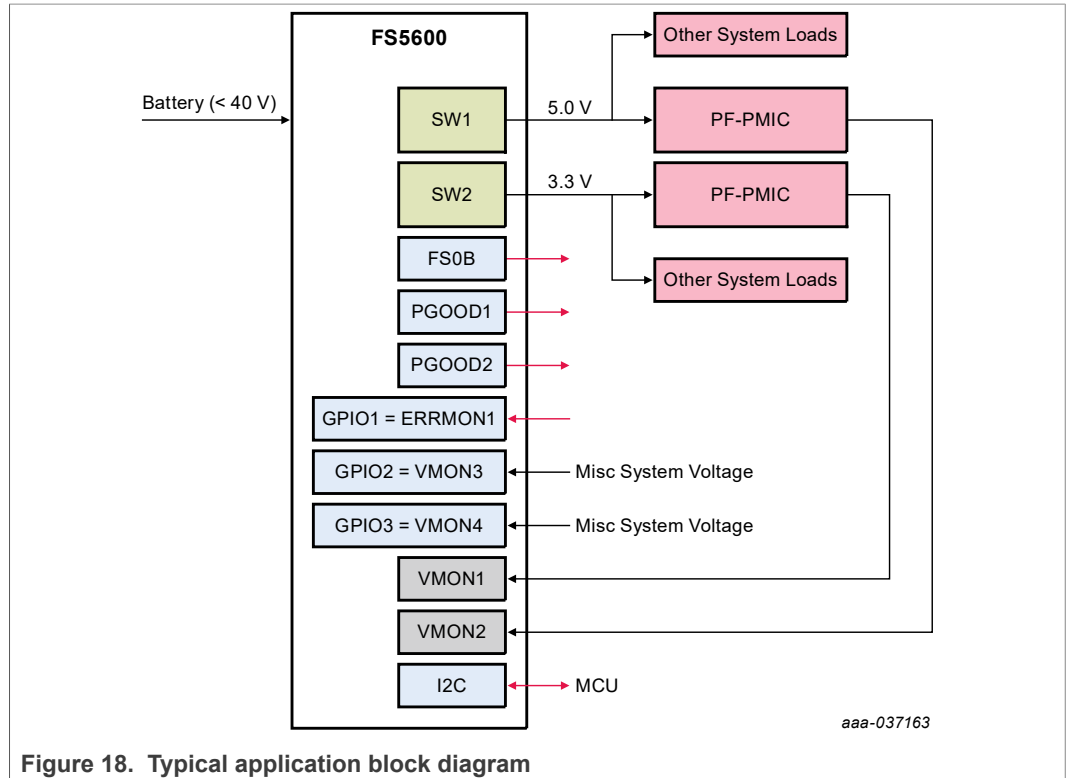 FS5600
Other System Loads
Battery (< 40 V)
SW1
5.0 V
PF-PMIC
SW2
3.3 V
PF-PMIC
FS0B
Other System Loads
PGOOD1
PGOOD2
GPIO1 = ERRMON1
GPIO2 = VMON3
Misc System Voltage
GPIO3 = VMON4
Misc System Voltage
VMON1
VMON2
I2C
MCU
aaa-037163
Figure 18. Typical application block diagram